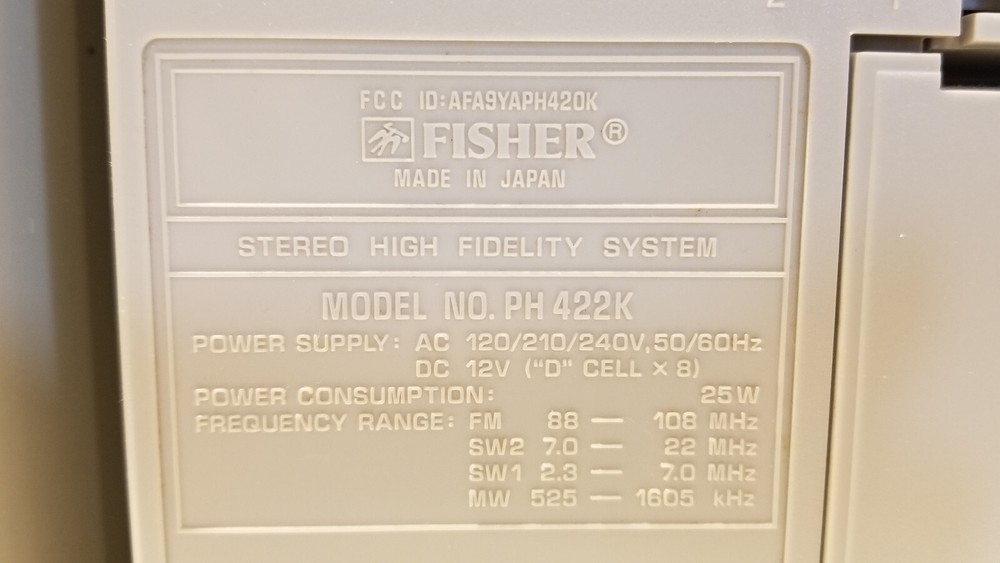 FCC ID:AFA9YAPH420K
FISHER®
MADE IN JAPAN
STEREO HIGH FIDELITY SYSTEM
MODEL NO. PH 422K
POWER SUPPLY: AC 120/210/240V,50/60Hz
DC 12V ("D" CELL × 8)
POWER CONSUMPTION: 25W
FREQUENCY RANGE: FM 88 — 108 MHz
SW2 7.0 — 22 MHz
SW1 2.3 — 7.0 MHz
MW 525 — 1605 kHz